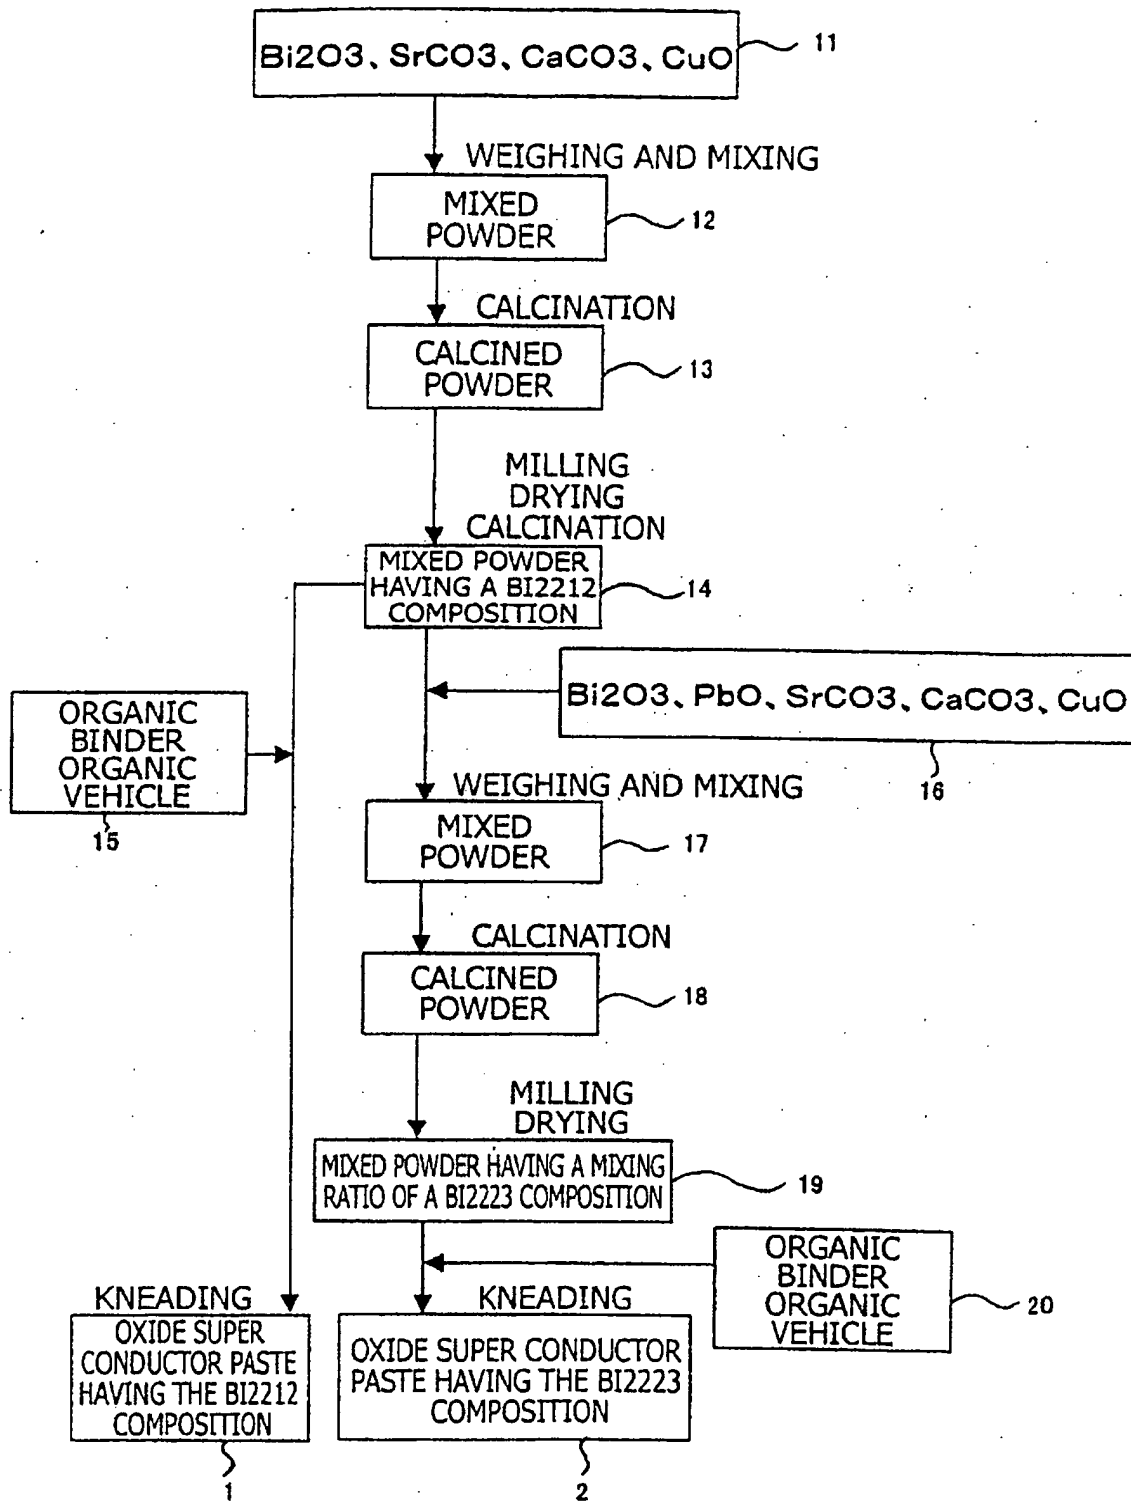 Bi2O3、SrCO3、CaCO3、CuO
11
WEIGHING AND MIXING
MIXED
POWDER
12
CALCINATION
CALCINED
POWDER
13
MILLING
DRYING
CALCINATION
MIXED POWDER
HAVING A BI2212
COMPOSITION
14
Bi2O3、PbO、SrCO3、CaCO3、CuO
16
ORGANIC
BINDER
ORGANIC
VEHICLE
15
WEIGHING AND MIXING
MIXED
POWDER
17
CALCINATION
CALCINED
POWDER
18
MILLING
DRYING
MIXED POWDER HAVING A MIXING
RATIO OF A BI2223 COMPOSITION
19
ORGANIC
BINDER
ORGANIC
VEHICLE
20
KNEADING
OXIDE SUPER
CONDUCTOR PASTE
HAVING THE BI2212
COMPOSITION
1
KNEADING
OXIDE SUPER CONDUCTOR
PASTE HAVING THE BI2223
COMPOSITION
2